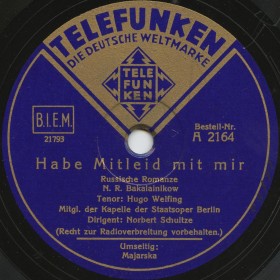 TELEFUNKEN
DIE DEUTSCHE WELTMARKE
TELE
FUN
KEN
B.I.E.M.
21793
Bestell-Nr.
A 2164
Habe Mitleid mit mir
Russische Romanze
N. R. Bakalainikow
Tenor: Hugo Welfing
Mitgl. der Kapelle der Staatsoper Berlin
Dirigent: Norbert Schultze
(Recht zur Radioverbreitung vorbehalten.)
Umseitig:
Majarska